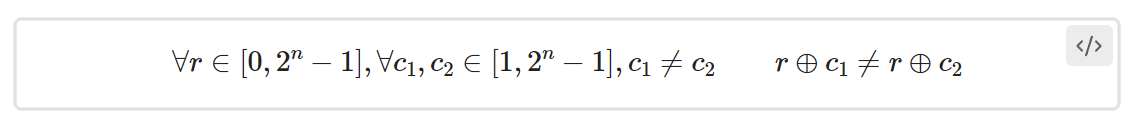 ∀r ∈ [0, 2ⁿ − 1], ∀c₁, c₂ ∈ [1, 2ⁿ − 1], c₁ ≠ c₂ r ⊕ c₁ ≠ r ⊕ c₂ </>